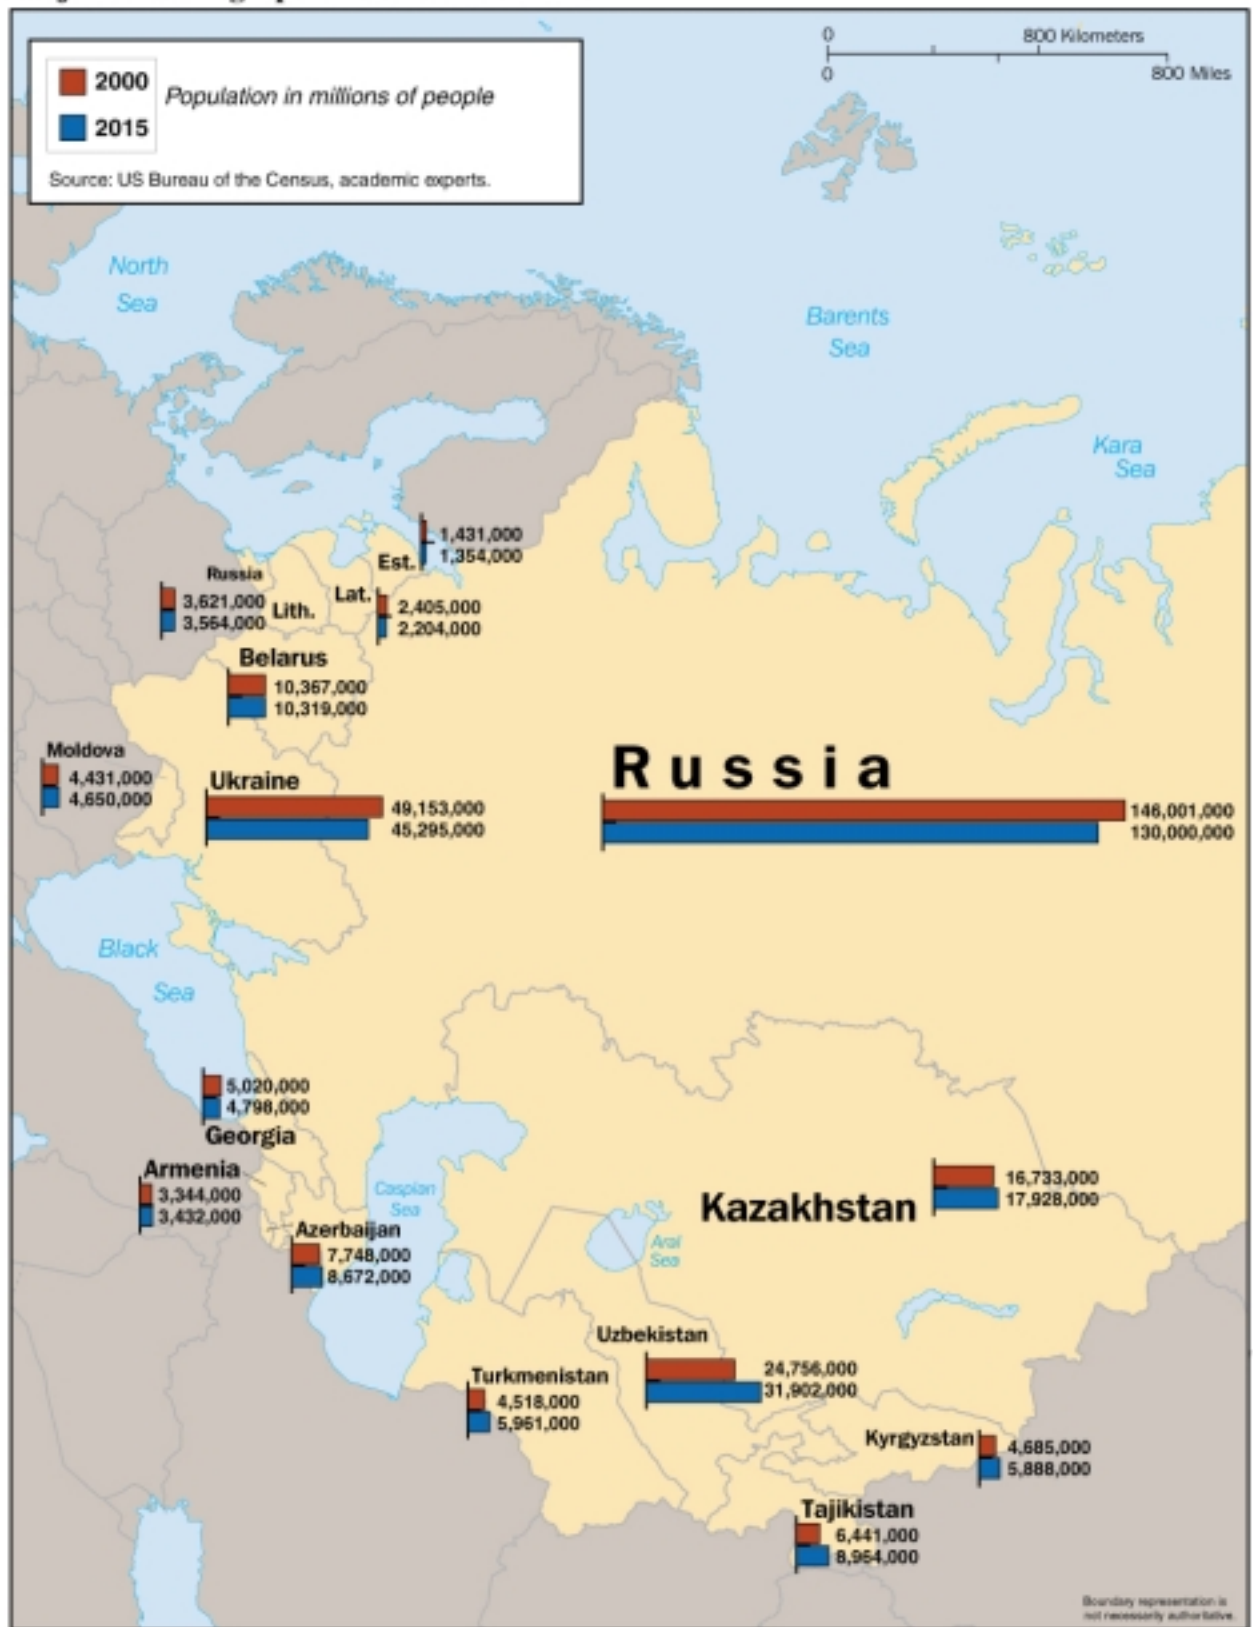 0 800 Kilometers
0 800 Miles
2000
Population in millions of people
2015
Source: US Bureau of the Census, academic experts.
North
Sea
Barents
Sea
Kara
Sea
1,431,000
Est.
1,354,000
Russia
3,621,000
3,564,000
Lith.
Lat.
2,405,000
2,204,000
Belarus
10,367,000
10,319,000
Moldova
4,431,000
4,650,000
Ukraine
49,153,000
45,295,000
Russia
146,001,000
130,000,000
Black
Sea
5,020,000
4,798,000
Georgia
Armenia
3,344,000
3,432,000
Caspian
Sea
Azerbaijan
7,748,000
8,672,000
Aral
Sea
Kazakhstan
16,733,000
17,928,000
Uzbekistan
24,756,000
31,902,000
Turkmenistan
4,518,000
5,961,000
Kyrgyzstan
4,685,000
5,888,000
Tajikistan
6,441,000
8,964,000
Boundary representation is
not necessarily authoritative.